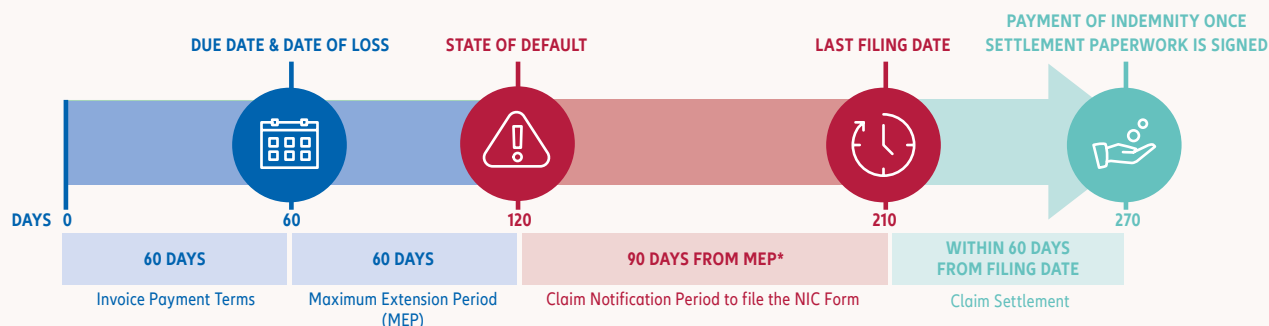 PAYMENT OF INDEMNITY ONCE
DUE DATE & DATE OF LOSS
STATE OF DEFAULT
LAST FILING DATE
SETTLEMENT PAPERWORK IS SIGNED
DAYS 0
60
120
210
270
60 DAYS
60 DAYS
90 DAYS FROM MEP*
WITHIN 60 DAYS
FROM FILING DATE
Invoice Payment Terms
Maximum Extension Period
(MEP)
Claim Notification Period to file the NIC Form
Claim Settlement